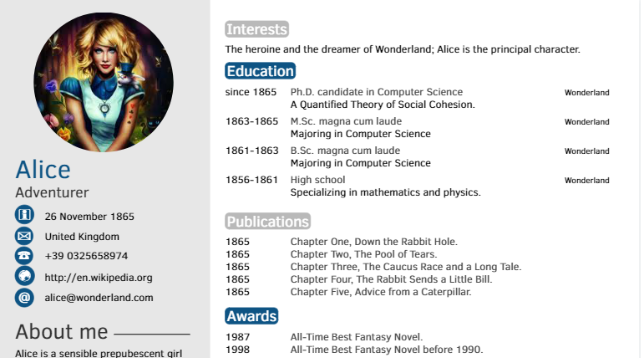 Alice
Adventurer
26 November 1865
United Kingdom
+39 0325658974
http://en.wikipedia.org
alice@wonderland.com
About me
Alice is a sensible prepubescent girl
Interests
The heroine and the dreamer of Wonderland; Alice is the principal character.
Education
since 1865 Ph.D. candidate in Computer Science Wonderland
A Quantified Theory of Social Cohesion.
1863-1865 M.Sc. magna cum laude Wonderland
Majoring in Computer Science
1861-1863 B.Sc. magna cum laude Wonderland
Majoring in Computer Science
1856-1861 High school Wonderland
Specializing in mathematics and physics.
Publications
1865 Chapter One, Down the Rabbit Hole.
1865 Chapter Two, The Pool of Tears.
1865 Chapter Three, The Caucus Race and a Long Tale.
1865 Chapter Four, The Rabbit Sends a Little Bill.
1865 Chapter Five, Advice from a Caterpillar.
Awards
1987 All-Time Best Fantasy Novel.
1998 All-Time Best Fantasy Novel before 1990.